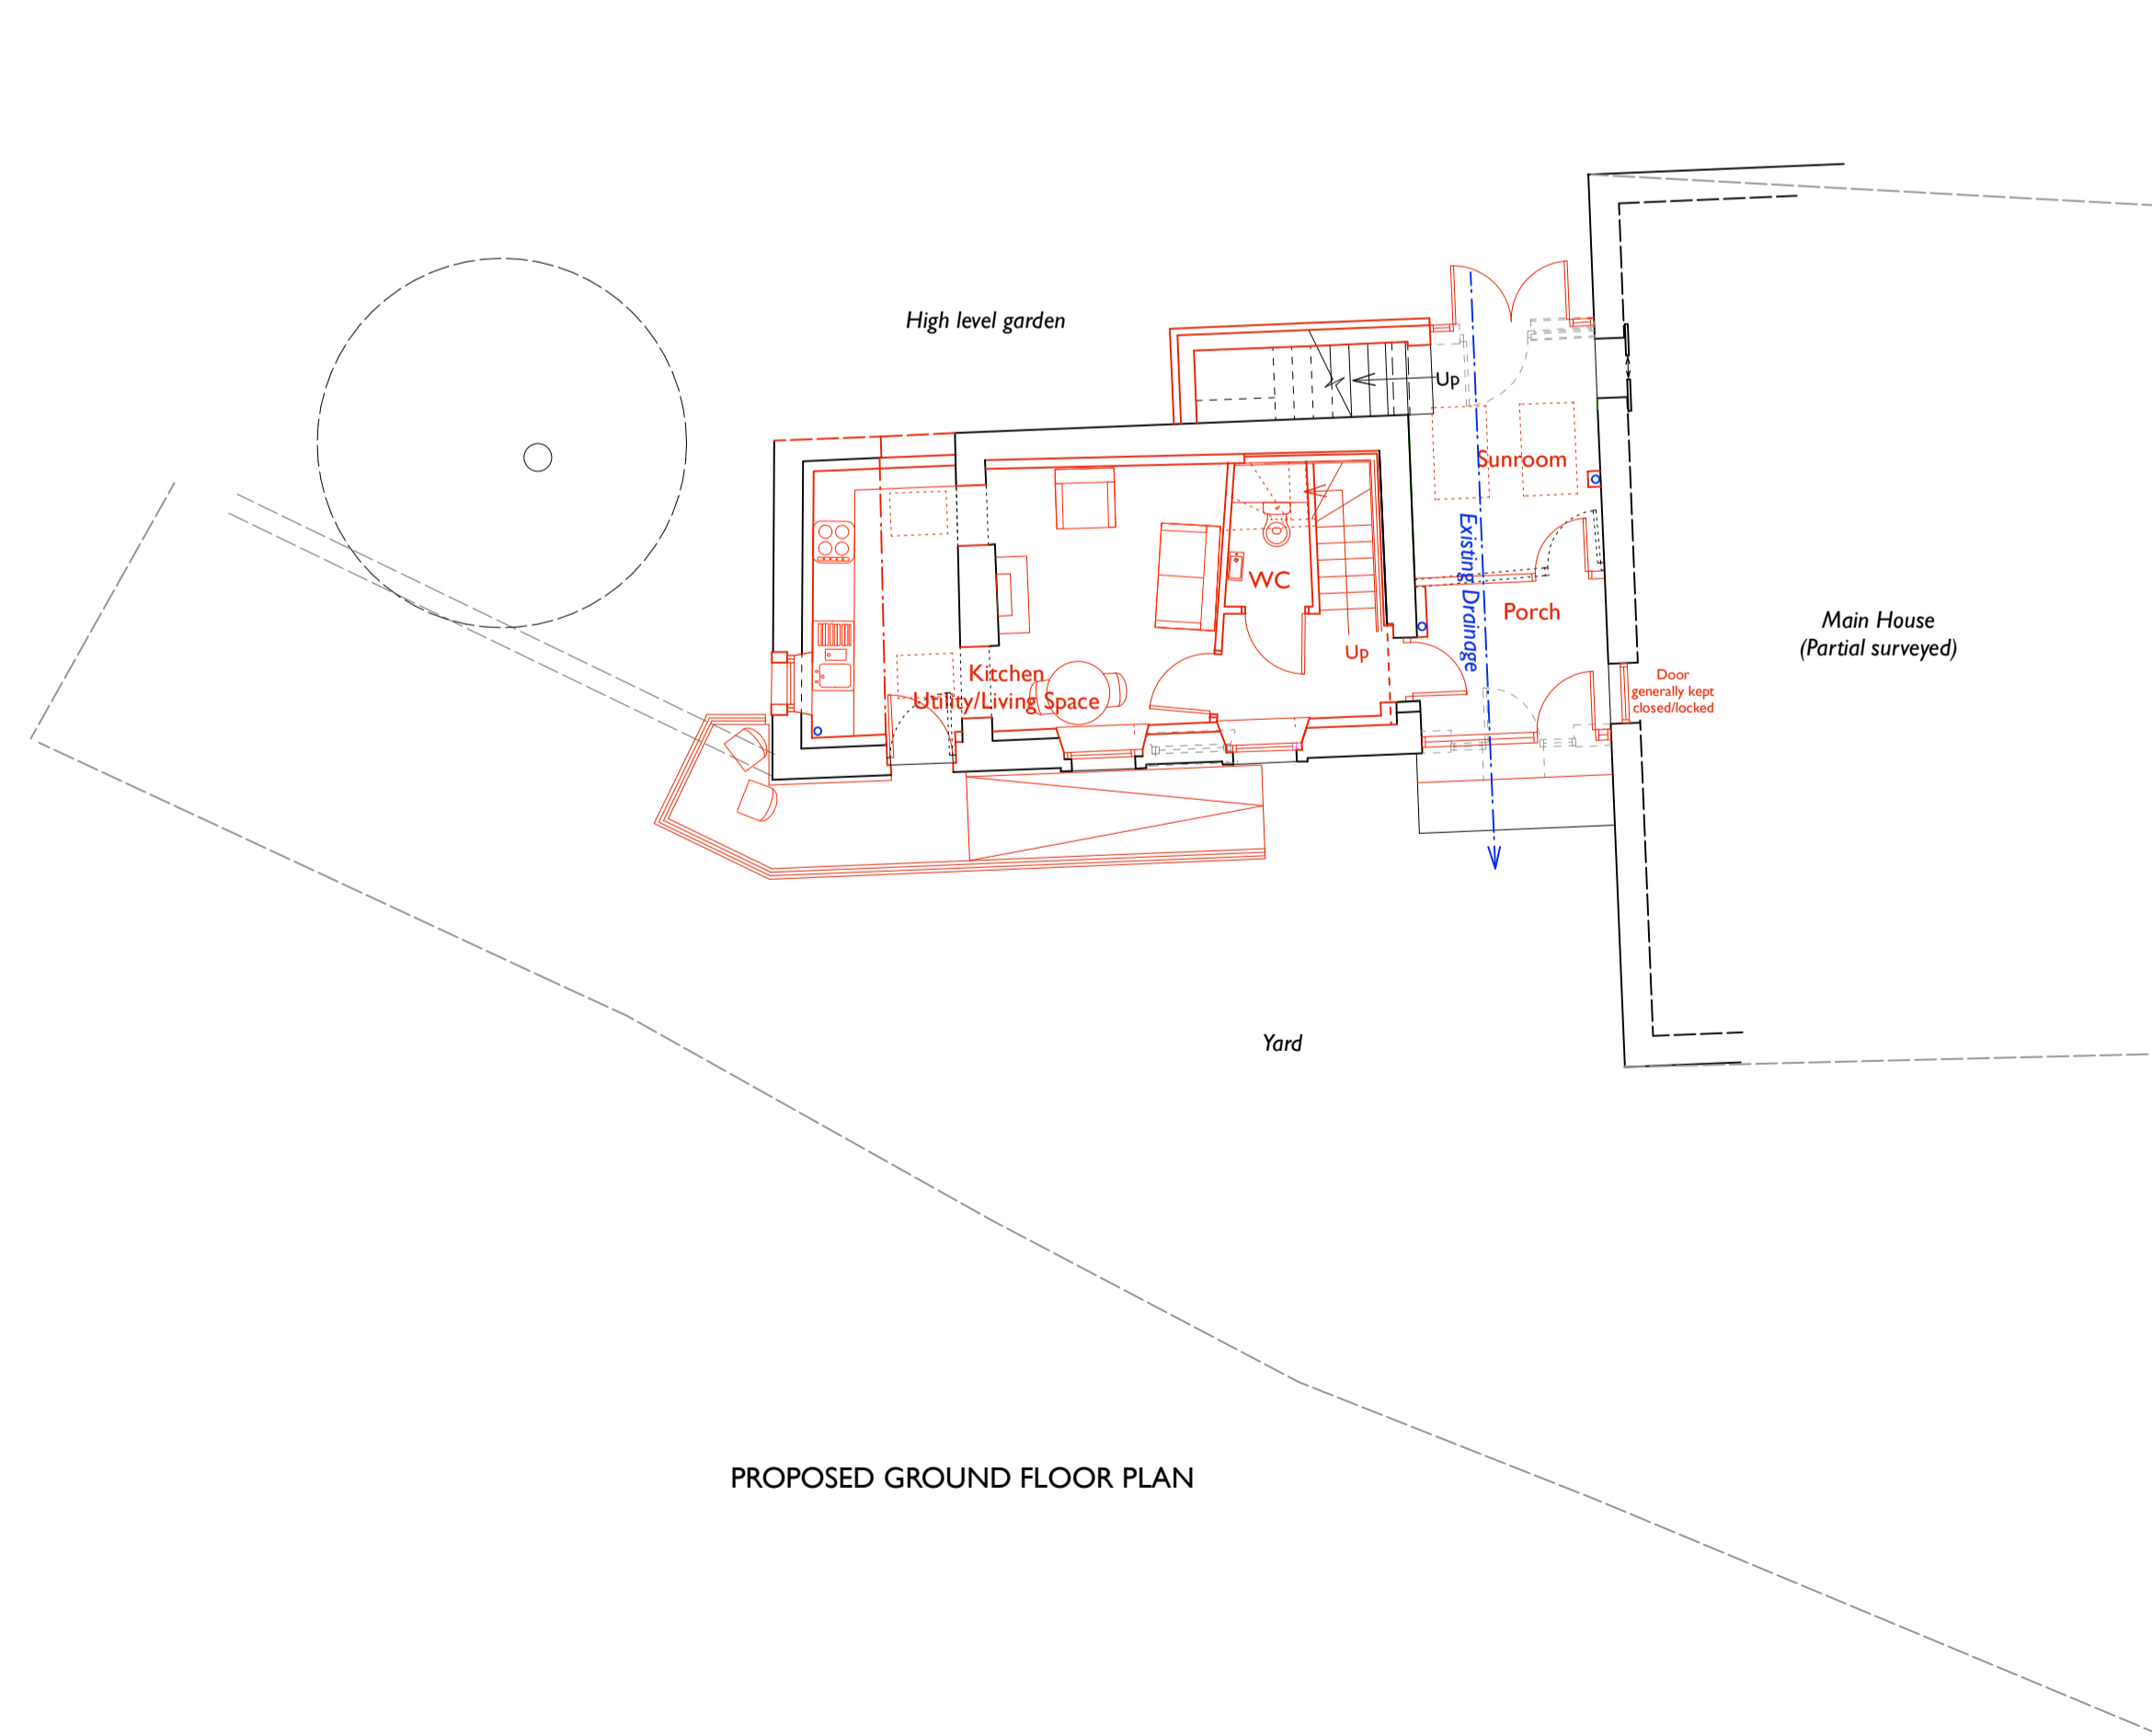 High level garden
Up
Sunroom
Existing Drainage
WC
Porch
Main House
(Partial surveyed)
Up
Kitchen
Utility/Living Space
Door
generally kept
closed/locked
Yard
PROPOSED GROUND FLOOR PLAN